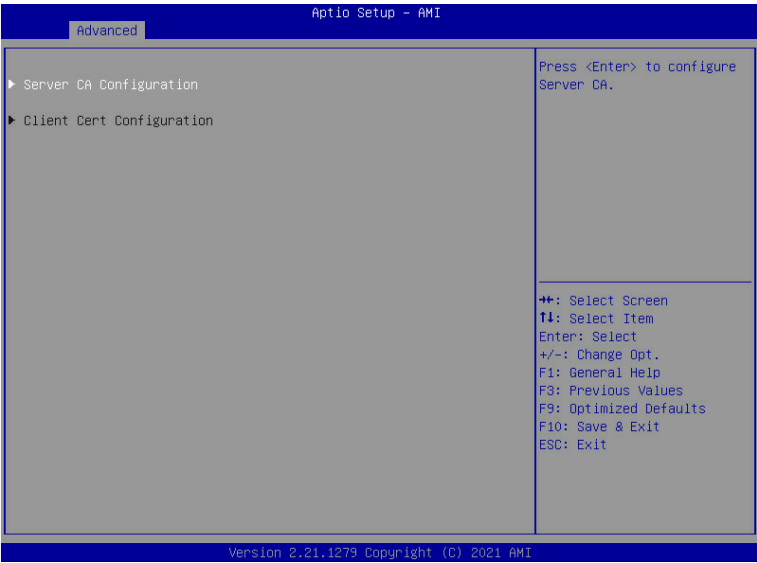 Aptio Setup – AMI
Advanced
▶ Server CA Configuration
▶ Client Cert Configuration
Press <Enter> to configure
Server CA.
→←: Select Screen
↑↓: Select Item
Enter: Select
+/-: Change Opt.
F1: General Help
F3: Previous Values
F9: Optimized Defaults
F10: Save & Exit
ESC: Exit
Version 2.21.1279 Copyright (C) 2021 AMI